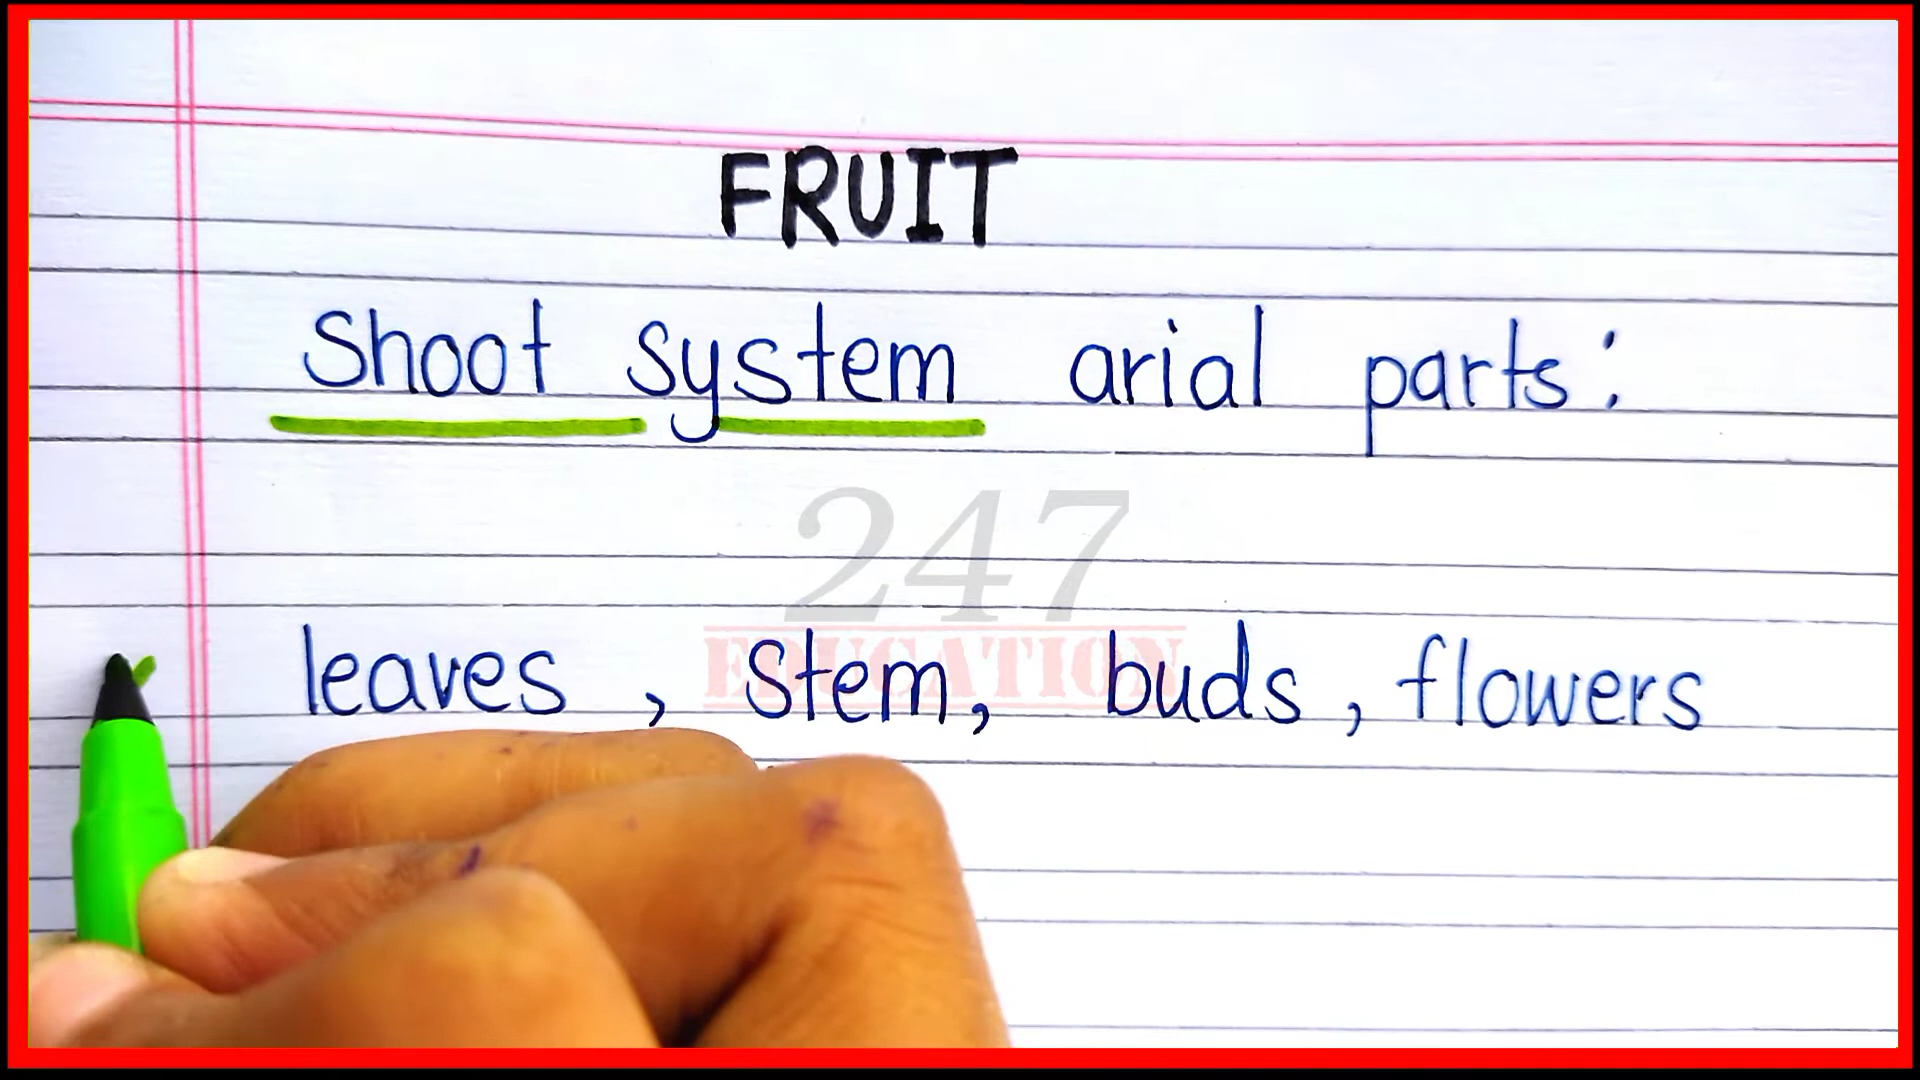 FRUIT
Shoot system arial parts:
247
EDUCATION
leaves, stem, buds, flowers